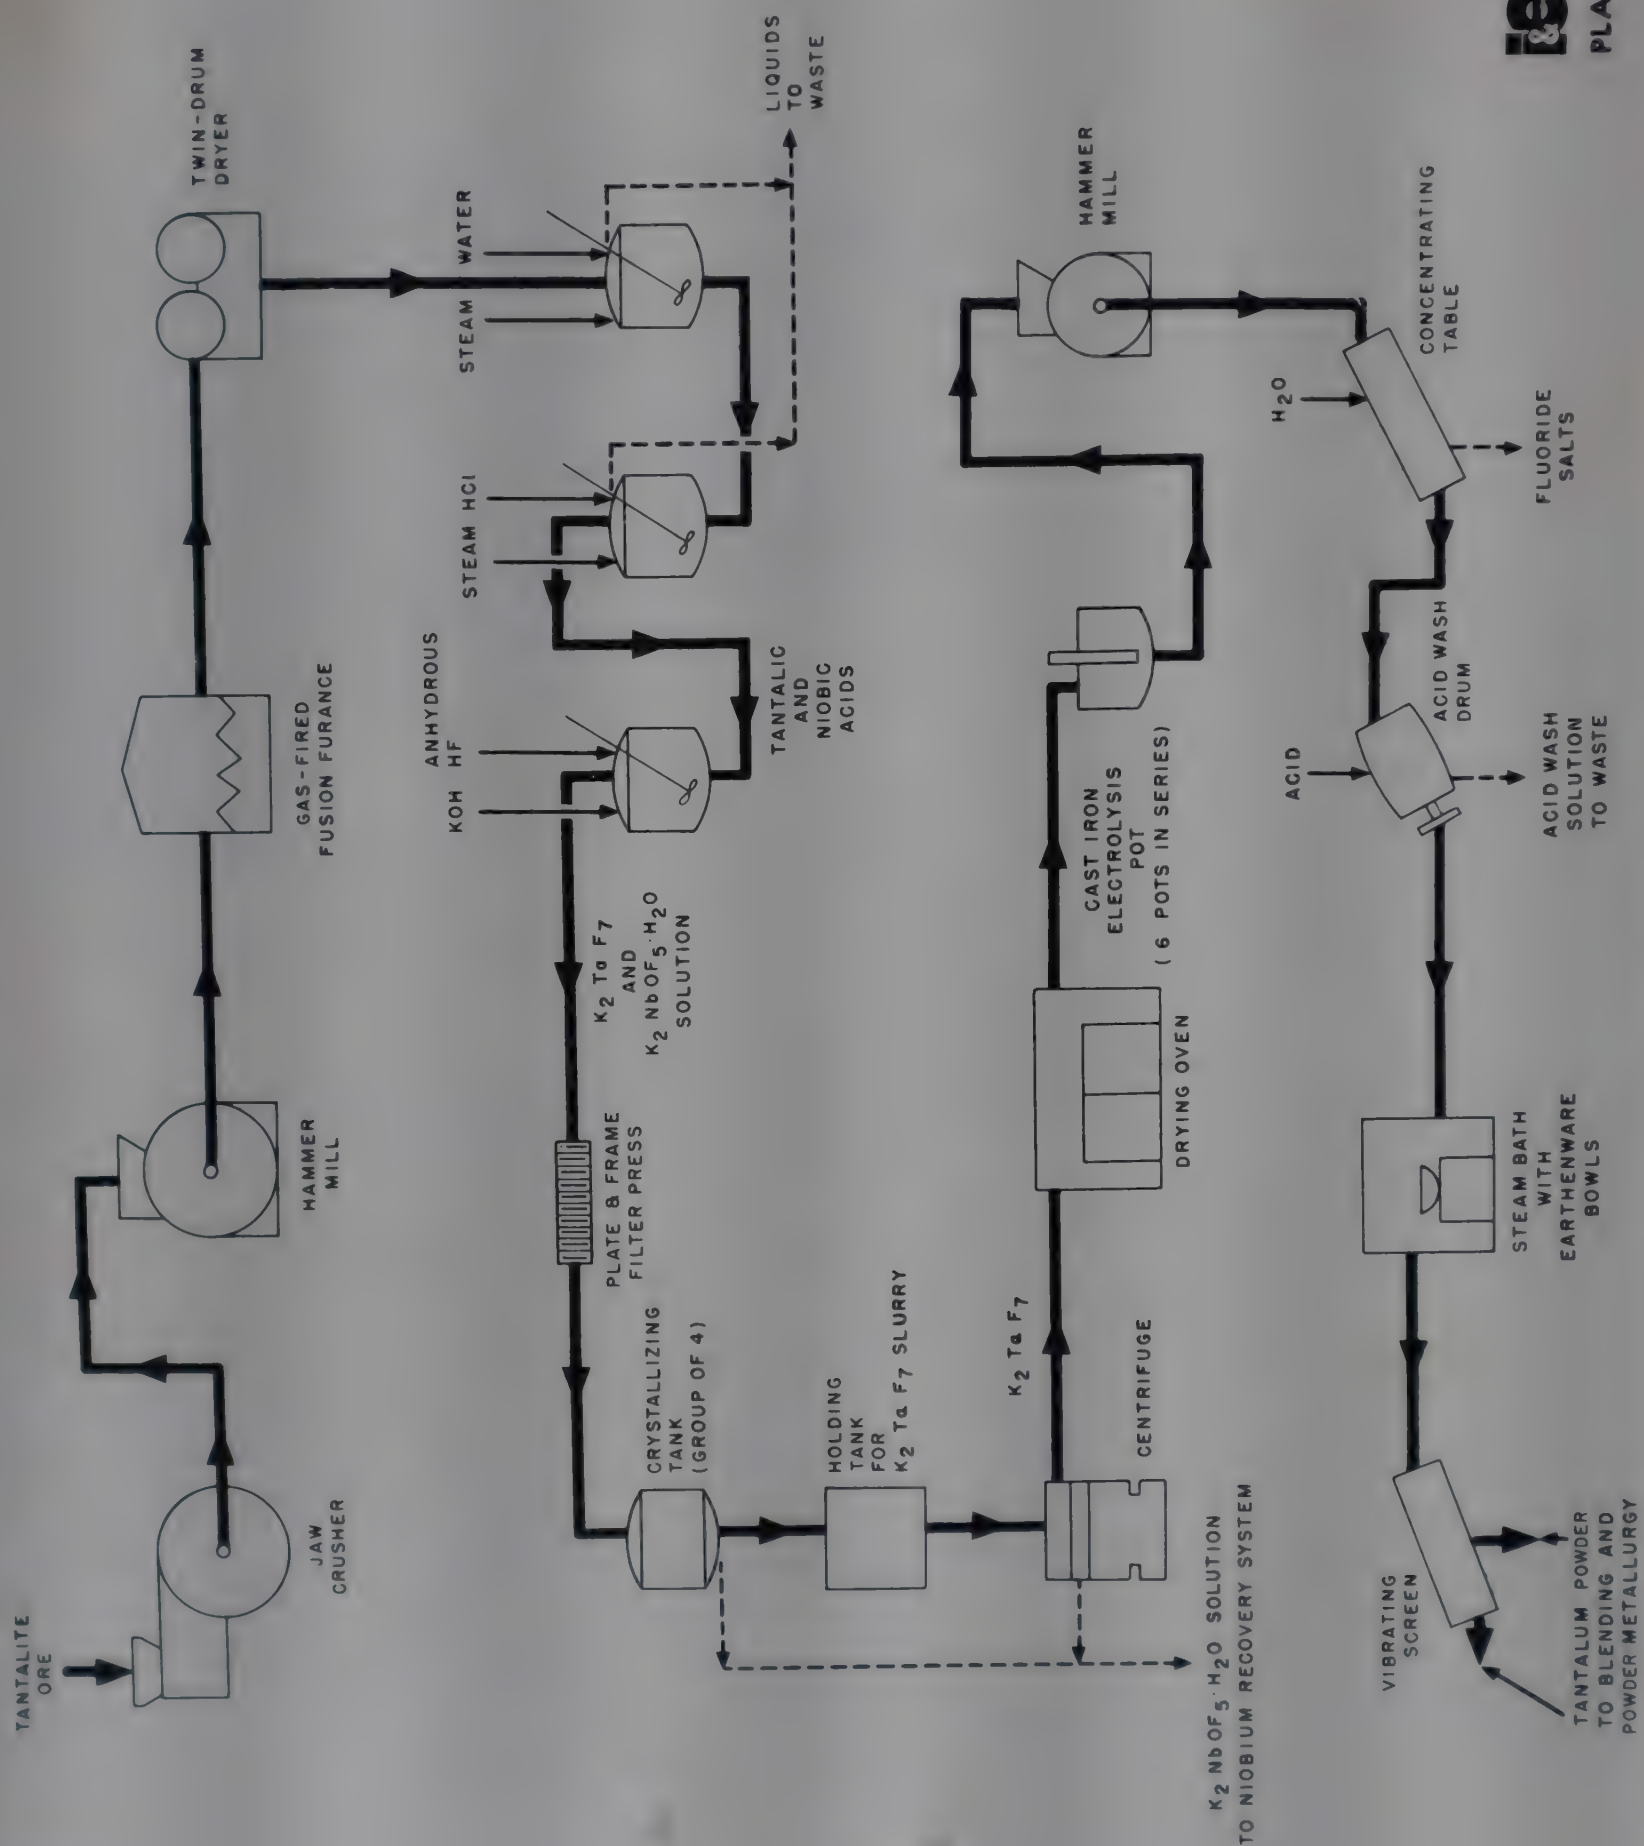 TANTALITE
ORE
JAW
CRUSHER
HAMMER
MILL
GAS-FIRED
FUSION FURANCE
TWIN-DRUM
DRYER
STEAM WATER
STEAM HCl
ANHYDROUS
KOH HF
LIQUIDS
TO
WASTE
TANTALIC
AND
NIOBIC
ACIDS
K2 Ta F7
AND
K2 NbOF5·H2O
SOLUTION
PLATE & FRAME
FILTER PRESS
CRYSTALLIZING
TANK
(GROUP OF 4)
HOLDING
TANK
FOR
K2 Ta F7 SLURRY
K2 Ta F7
CENTRIFUGE
K2 NbOF5·H2O SOLUTION
TO NIOBIUM RECOVERY SYSTEM
DRYING OVEN
CAST IRON
ELECTROLYSIS
POT
(6 POTS IN SERIES)
HAMMER
MILL
H2O
CONCENTRATING
TABLE
FLUORIDE
SALTS
ACID
ACID WASH
DRUM
ACID WASH
SOLUTION
TO WASTE
STEAM BATH
WITH
EARTHENWARE
BOWLS
VIBRATING
SCREEN
TANTALUM POWDER
TO BLENDING AND
POWDER METALLURGY
I&E